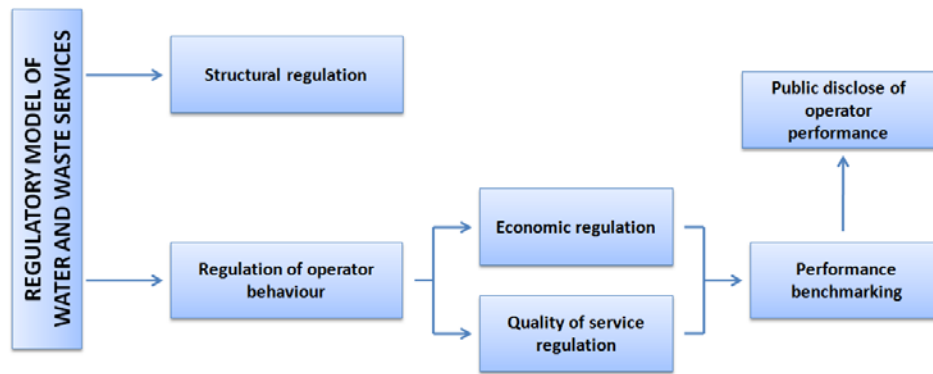 REGULATORY MODEL OF
WATER AND WASTE SERVICES
Structural regulation
Regulation of operator
behaviour
Economic regulation
Quality of service
regulation
Public disclose of
operator
performance
Performance
benchmarking